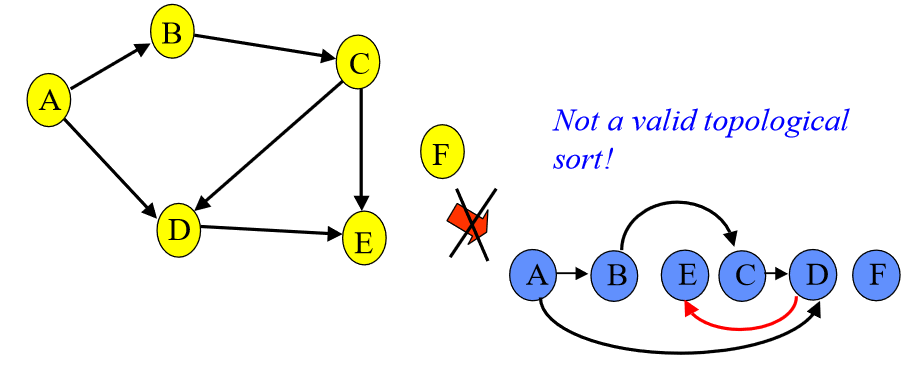 B
C
A
F
D
E
Not a valid topological
sort!
A B E C D F